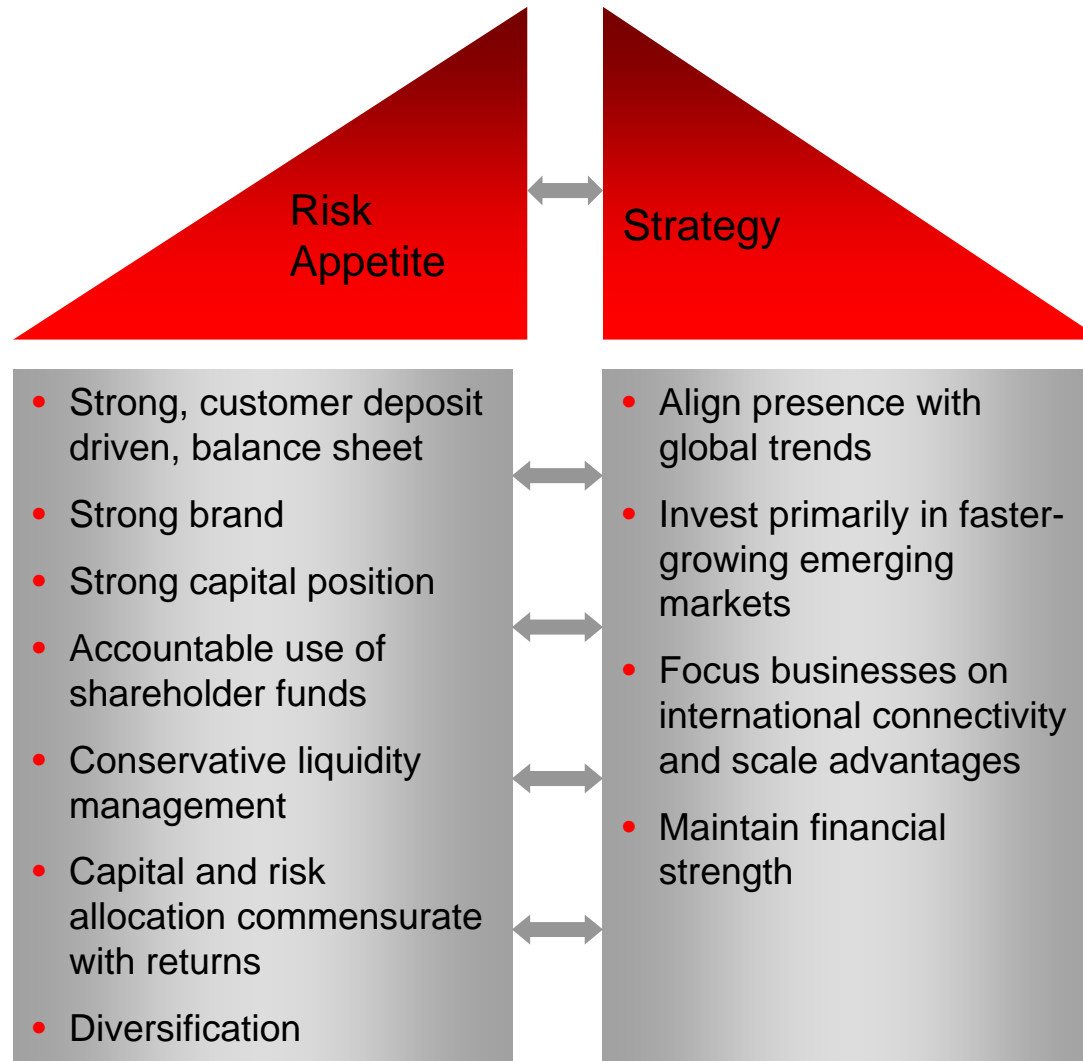 Risk
Appetite
Strategy
• Strong, customer deposit
driven, balance sheet
• Strong brand
• Strong capital position
• Accountable use of
shareholder funds
• Conservative liquidity
management
• Capital and risk
allocation commensurate
with returns
• Diversification
• Align presence with
global trends
• Invest primarily in faster-
growing emerging
markets
• Focus businesses on
international connectivity
and scale advantages
• Maintain financial
strength